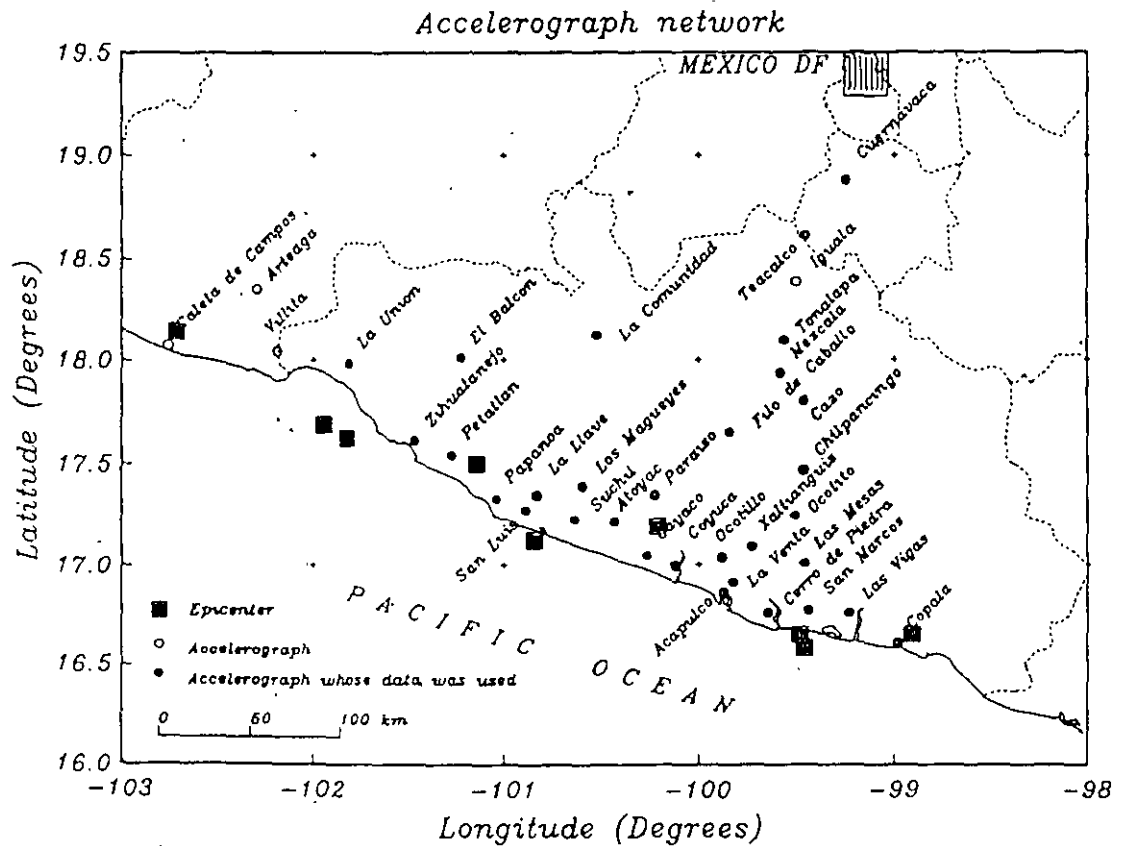 Accelerograph network
19.5
19.0
18.5
18.0
17.5
17.0
16.5
16.0
Latitude (Degrees)
MEXICO DF
Cuernavaca
Caleta de Campos
Arteaga
Villita
La Union
El Balcon
La Comunidad
Teacalco
Iguala
Tonalapa
Mezcala
Filo de Caballo
Cazo
Chilpancingo
Zihuatanejo
Petatlan
Papanoa
La Llave
Los Magueyes
Suchil
Atoyac
Paraiso
San Luis
Cayaco
Coyuca
Ocotillo
Xaltianguis
Ocotito
La Venta
Las Mesas
Cerro de Piedra
San Marcos
Las Vigas
Acapulco
Copala
PACIFIC OCEAN
Epicenter
Accelerograph
Accelerograph whose data was used
0 50 100 km
-103 -102 -101 -100 -99 -98
Longitude (Degrees)